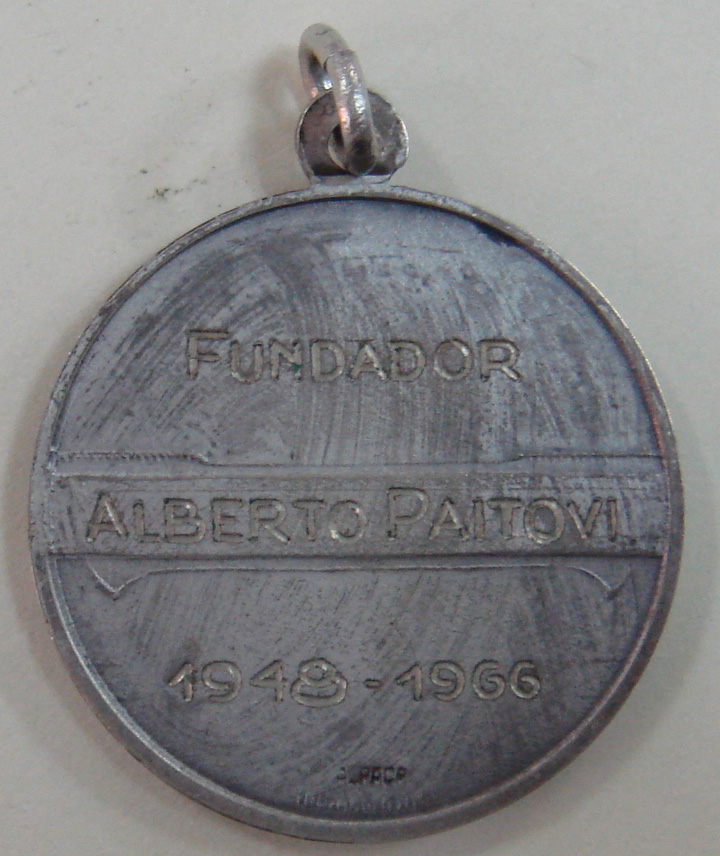 FUNDADOR
ALBERTO PAITOVI
1948 - 1966